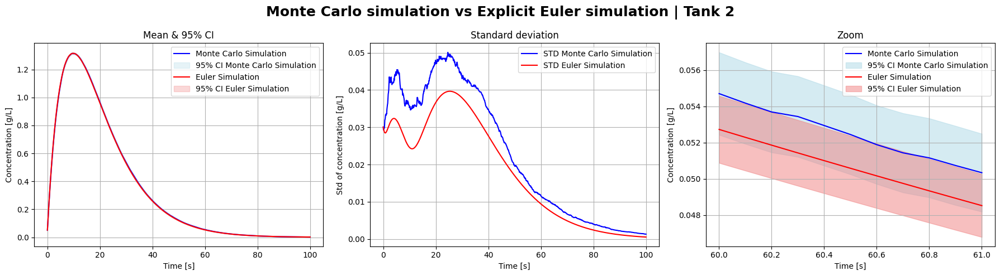 Monte Carlo simulation vs Explicit Euler simulation | Tank 2
Mean & 95% CI
Concentration [g/L]
1.2
1.0
0.8
0.6
0.4
0.2
0.0
Monte Carlo Simulation
95% CI Monte Carlo Simulation
Euler Simulation
95% CI Euler Simulation
0 20 40 60 80 100
Time [s]
Standard deviation
Std of concentration [g/L]
0.05
0.04
0.03
0.02
0.01
0.00
STD Monte Carlo Simulation
STD Euler Simulation
0 20 40 60 80 100
Time [s]
Zoom
Concentration [g/L]
0.056
0.054
0.052
0.050
0.048
Monte Carlo Simulation
95% CI Monte Carlo Simulation
Euler Simulation
95% CI Euler Simulation
60.0 60.2 60.4 60.6 60.8 61.0
Time [s]